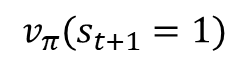 𝑣_𝜋(𝑠_{𝑡+1} = 1)